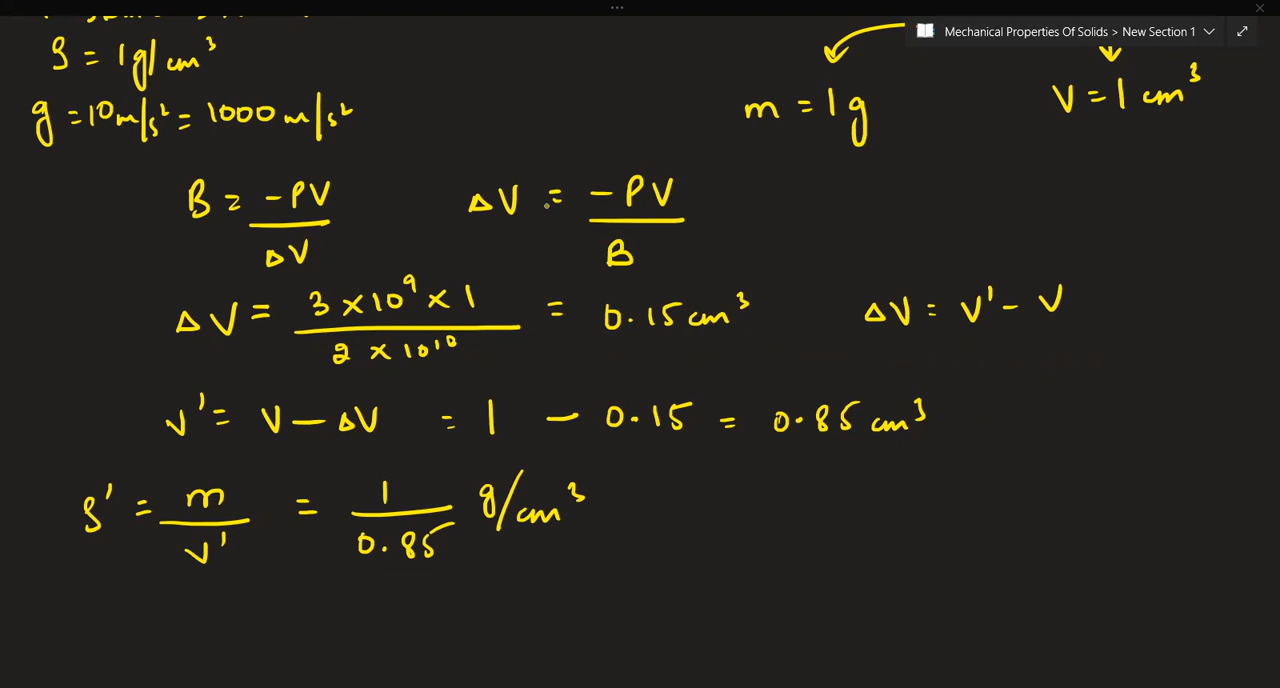 Mechanical Properties Of Solids > New Section 1
ρ = 1g/cm³
g = 10m/s² = 1000 m/s²
m = 1g
V = 1 cm³
B = -PV/ΔV
ΔV = -PV/B
ΔV = 3 × 10⁹ × 1 / 2 × 10¹⁰ = 0.15 cm³
ΔV = V' - V
V' = V - ΔV = 1 - 0.15 = 0.85 cm³
ρ' = m/V' = 1/0.85 g/cm³